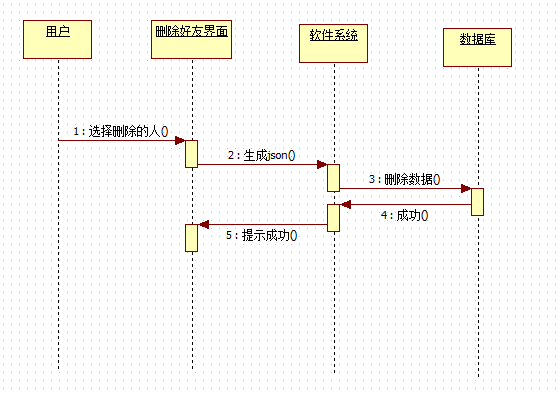 用户
删除好友界面
软件系统
数据库
1 : 选择删除的人()
2 : 生成json()
3 : 删除数据()
4 : 成功()
5 : 提示成功()